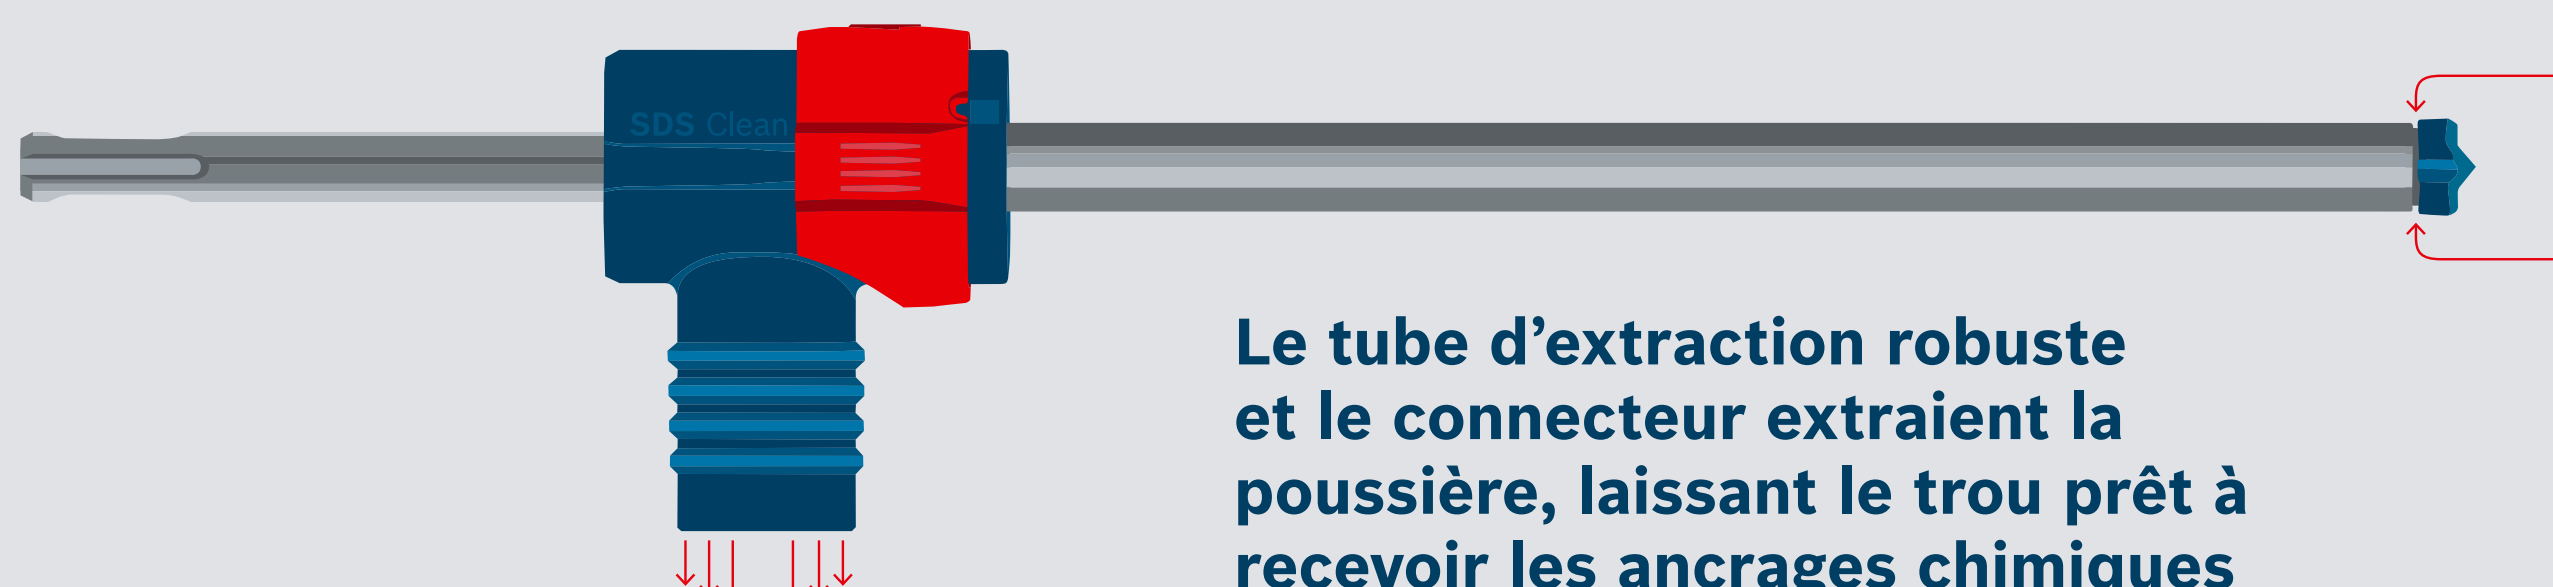 SDS Clean
Le tube d’extraction robuste
et le connecteur extraient la
poussière, laissant le trou prêt à
recevoir les ancrages chimiques